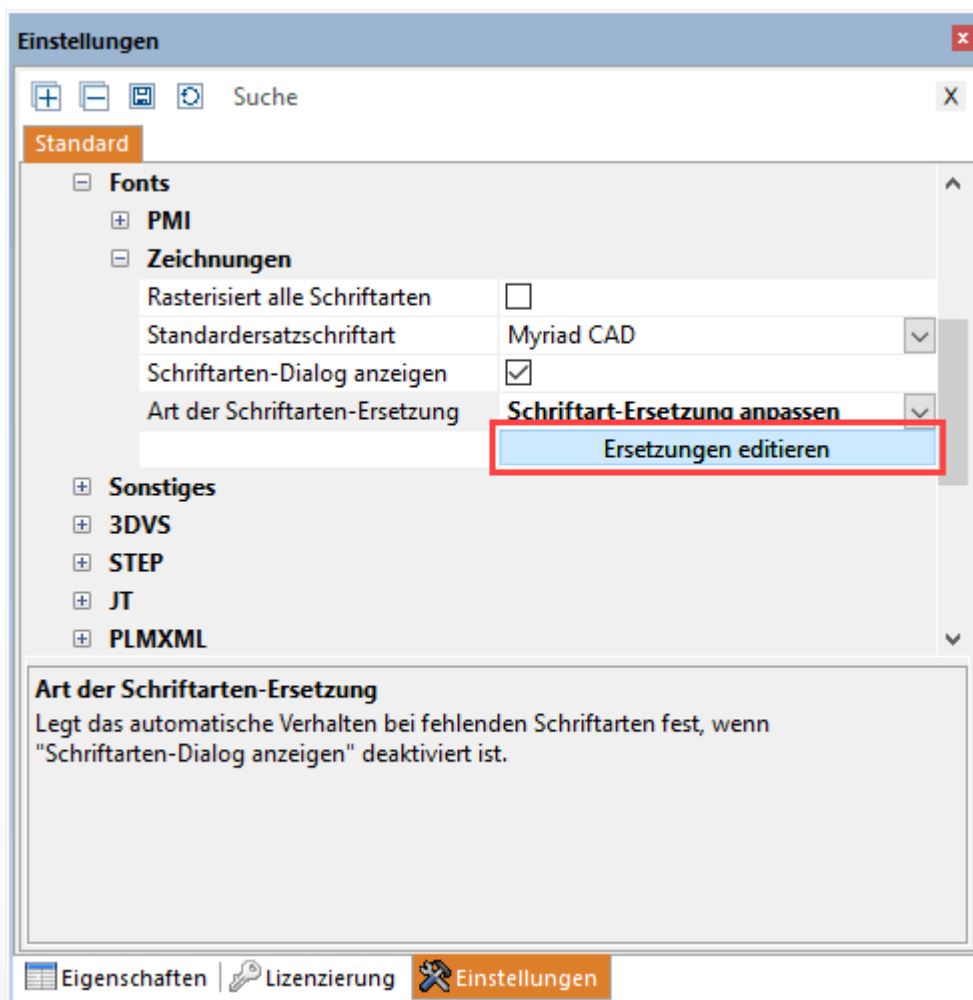 Einstellungen
x
Suche
X
Standard
Fonts
PMI
Zeichnungen
Rasterisiert alle Schriftarten
Standardersatzschriftart Myriad CAD
Schriftarten-Dialog anzeigen
Art der Schriftarten-Ersetzung Schriftart-Ersetzung anpassen
Ersetzungen editieren
Sonstiges
3DVS
STEP
JT
PLMXML
Art der Schriftarten-Ersetzung
Legt das automatische Verhalten bei fehlenden Schriftarten fest, wenn
"Schriftarten-Dialog anzeigen" deaktiviert ist.
Eigenschaften Lizenzierung Einstellungen